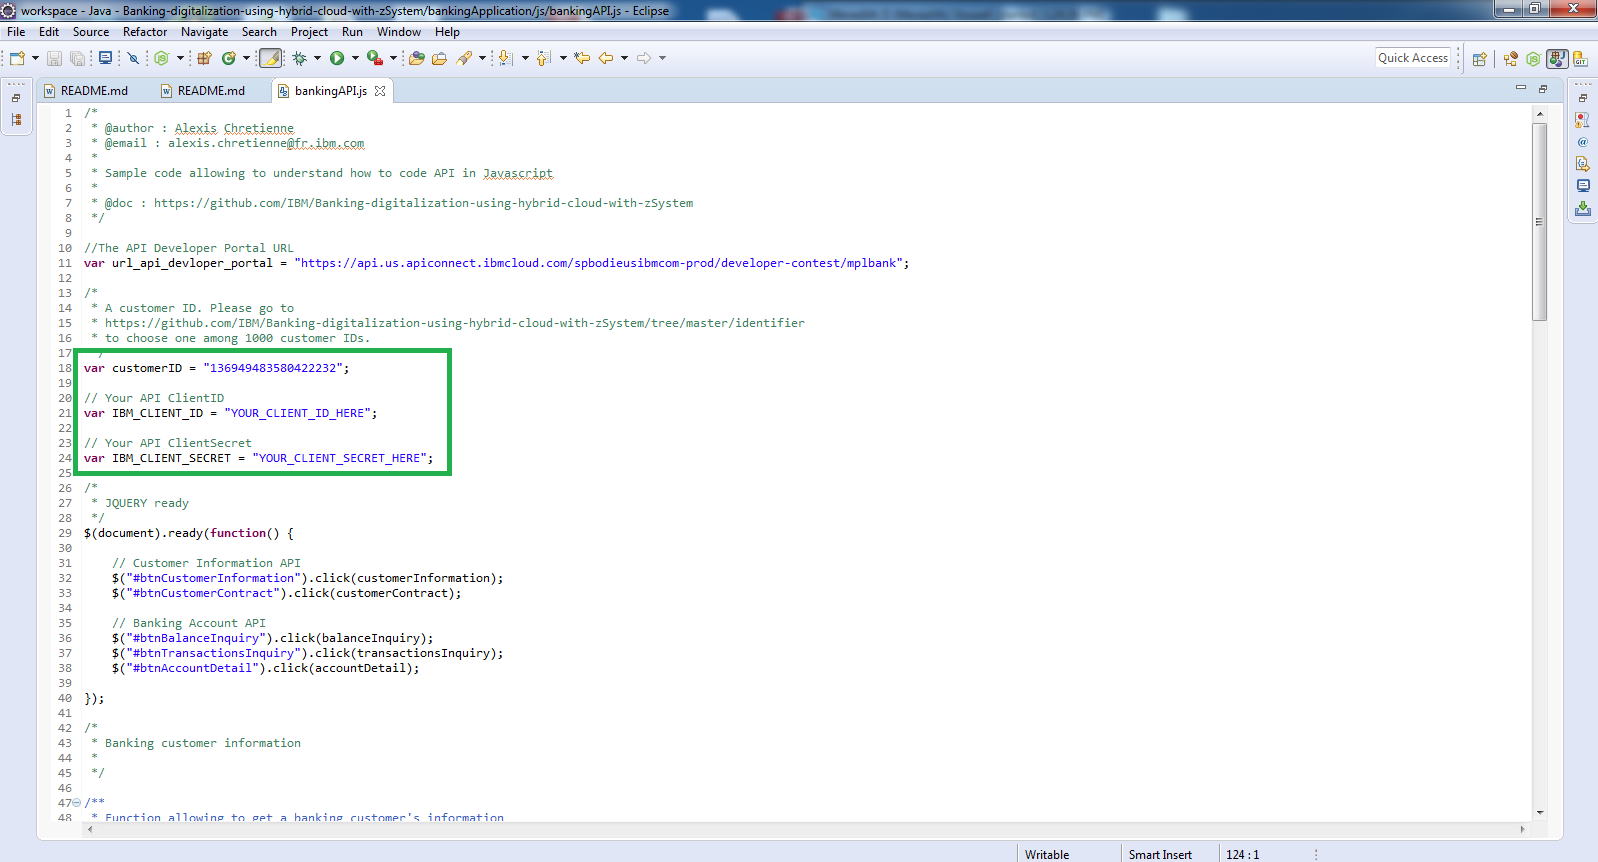 workspace - Java - Banking-digitalization-using-hybrid-cloud-with-zSystem/bankingApplication/js/bankingAPI.js - Eclipse
File Edit Source Refactor Navigate Search Project Run Window Help
Quick Access
README.md README.md bankingAPI.js
1 /*
2 * @author : Alexis Chretienne
3 * @email : alexis.chretienne@fr.ibm.com
4 *
5 * Sample code allowing to understand how to code API in Javascript
6 *
7 * @doc : https://github.com/IBM/Banking-digitalization-using-hybrid-cloud-with-zSystem
8 */
9
10 //The API Developer Portal URL
11 var url_api_devloper_portal = "https://api.us.apiconnect.ibmcloud.com/spbodieusibmcom-prod/developer-contest/mplbank";
12
13 /*
14 * A customer ID. Please go to
15 * https://github.com/IBM/Banking-digitalization-using-hybrid-cloud-with-zSystem/tree/master/identifier
16 * to choose one among 1000 customer IDs.
17 /
18 var customerID = "136949483580422232";
19
20 // Your API ClientID
21 var IBM_CLIENT_ID = "YOUR_CLIENT_ID_HERE";
22
23 // Your API ClientSecret
24 var IBM_CLIENT_SECRET = "YOUR_CLIENT_SECRET_HERE";
25
26 /*
27 * JQUERY ready
28 */
29 $(document).ready(function() {
30
31 // Customer Information API
32 $("#btnCustomerInformation").click(customerInformation);
33 $("#btnCustomerContract").click(customerContract);
34
35 // Banking Account API
36 $("#btnBalanceInquiry").click(balanceInquiry);
37 $("#btnTransactionsInquiry").click(transactionsInquiry);
38 $("#btnAccountDetail").click(accountDetail);
39
40 });
41
42 /*
43 * Banking customer information
44 *
45 */
46
47 /**
48 * Function allowing to get a banking customer's information
Writable Smart Insert 124 : 1